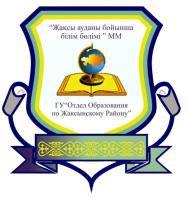 “Жақсы ауданы бойынша
білім бөлімі ” ММ
ГУ“Отдел Образования
по Жаксынскому Району”